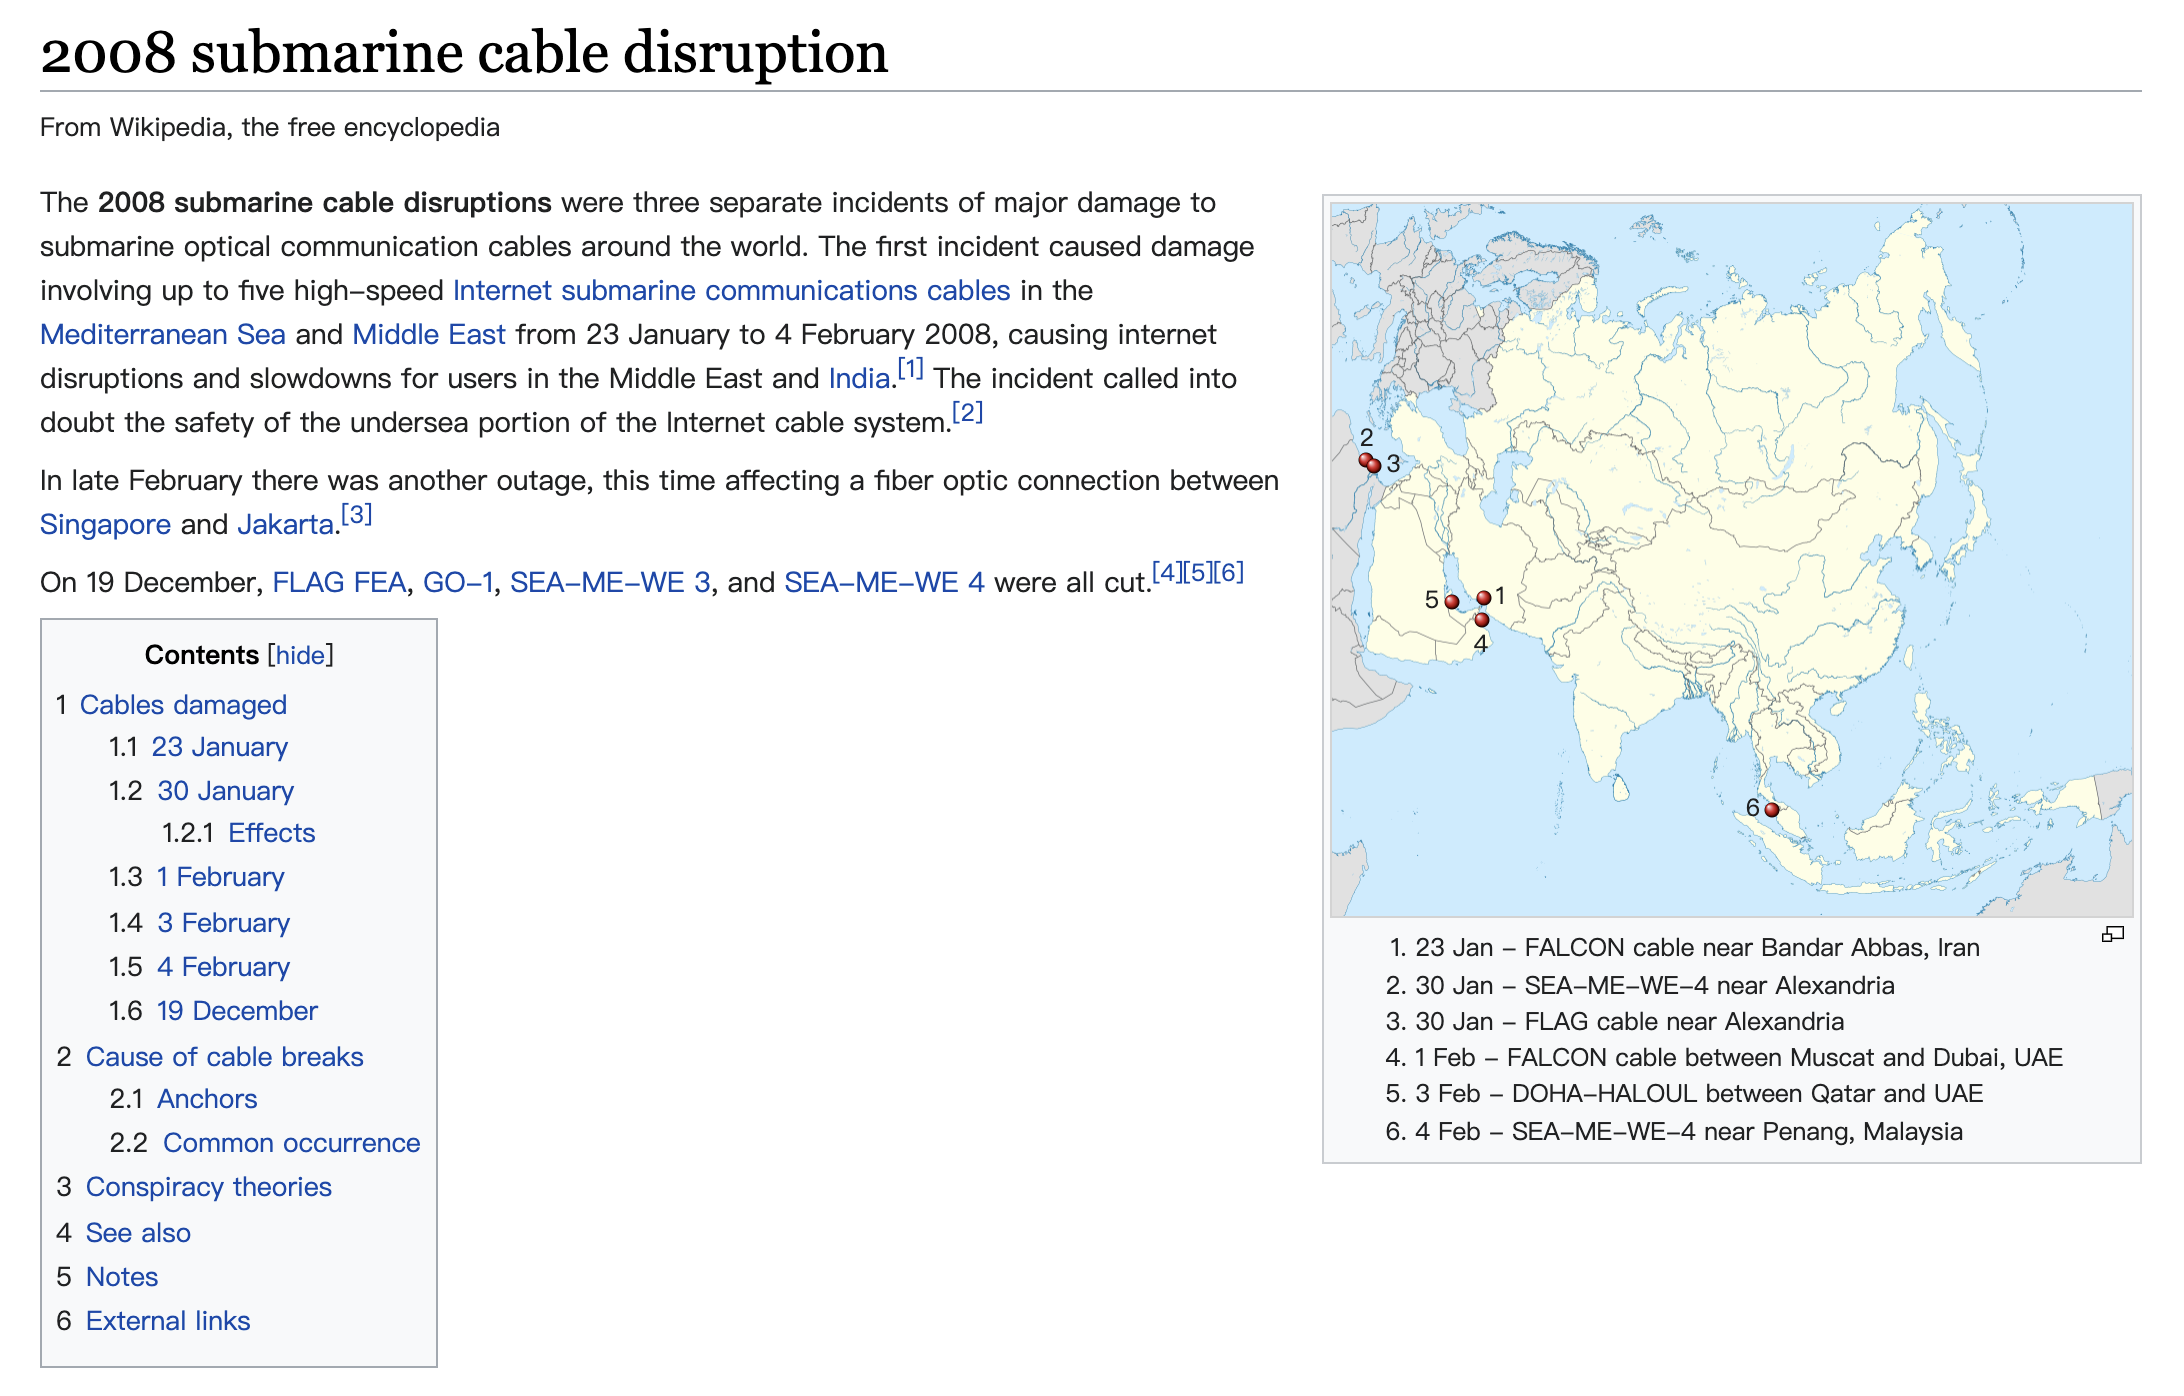 2008 submarine cable disruption
From Wikipedia, the free encyclopedia
The 2008 submarine cable disruptions were three separate incidents of major damage to
submarine optical communication cables around the world. The first incident caused damage
involving up to five high-speed Internet submarine communications cables in the
Mediterranean Sea and Middle East from 23 January to 4 February 2008, causing internet
disruptions and slowdowns for users in the Middle East and India.[1] The incident called into
doubt the safety of the undersea portion of the Internet cable system.[2]
In late February there was another outage, this time affecting a fiber optic connection between
Singapore and Jakarta.[3]
On 19 December, FLAG FEA, GO-1, SEA-ME-WE 3, and SEA-ME-WE 4 were all cut.[4][5][6]
Contents [hide]
1 Cables damaged
1.1 23 January
1.2 30 January
1.2.1 Effects
1.3 1 February
1.4 3 February
1.5 4 February
1.6 19 December
2 Cause of cable breaks
2.1 Anchors
2.2 Common occurrence
3 Conspiracy theories
4 See also
5 Notes
6 External links
2
3
5
1
4
6
1. 23 Jan – FALCON cable near Bandar Abbas, Iran
2. 30 Jan – SEA-ME-WE-4 near Alexandria
3. 30 Jan – FLAG cable near Alexandria
4. 1 Feb – FALCON cable between Muscat and Dubai, UAE
5. 3 Feb – DOHA-HALOUL between Qatar and UAE
6. 4 Feb – SEA-ME-WE-4 near Penang, Malaysia